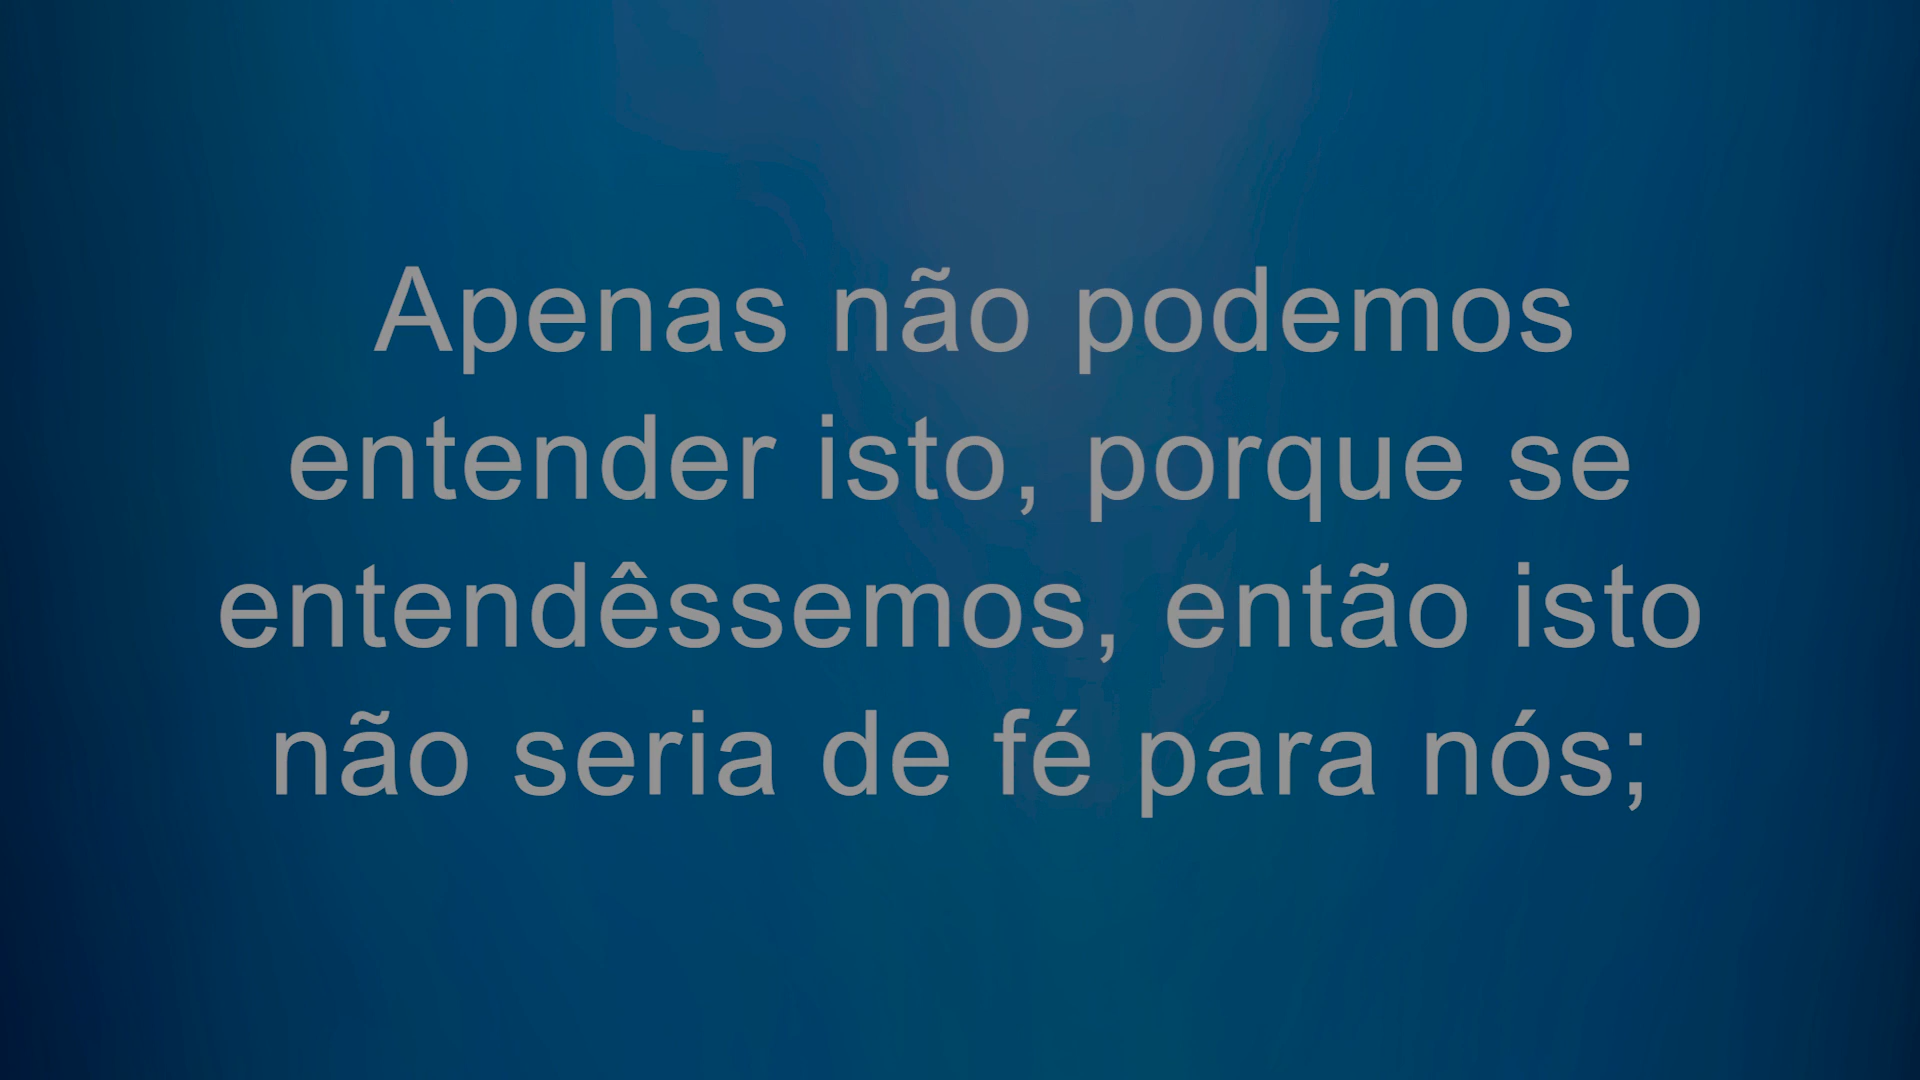 Apenas não podemos
entender isto, porque se
entendêssemos, então isto
não seria de fé para nós;